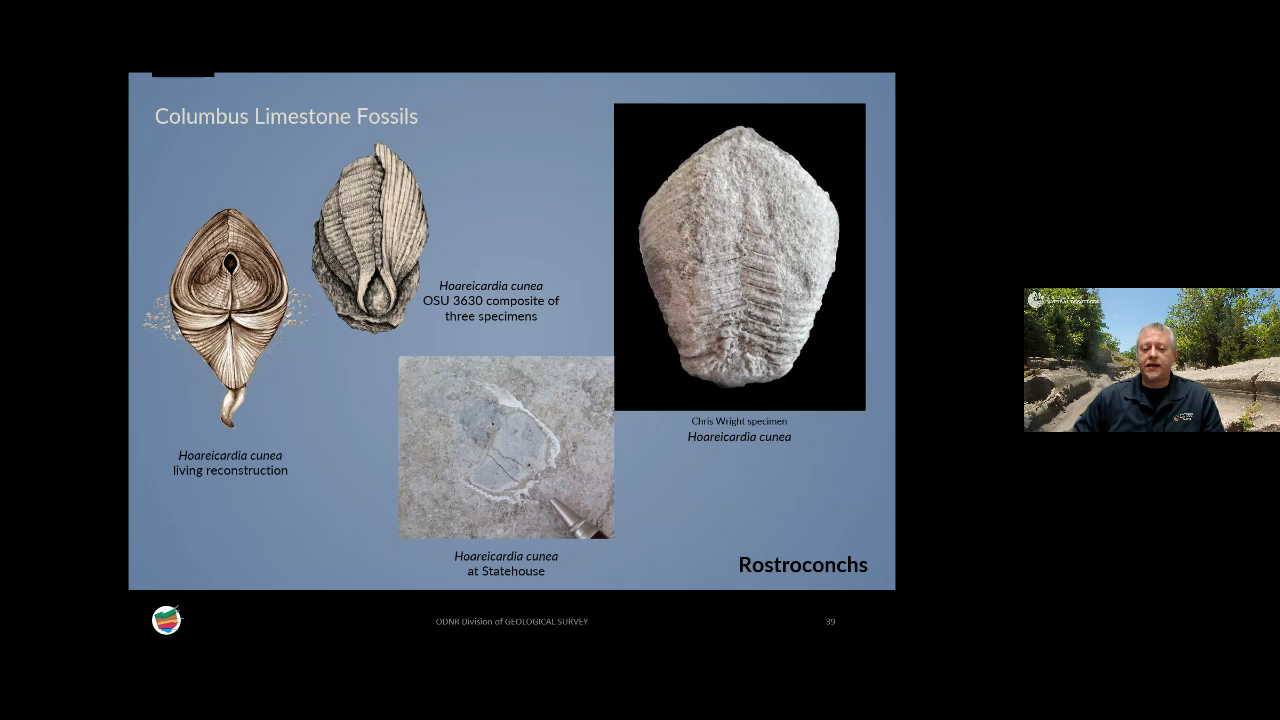 Columbus Limestone Fossils
Hoareicardia cunea
OSU 3630 composite of
three specimens
Chris Wright specimen
Hoareicardia cunea
Hoareicardia cunea
living reconstruction
Hoareicardia cunea
at Statehouse
Rostroconchs
ODNR Division of GEOLOGICAL SURVEY
39